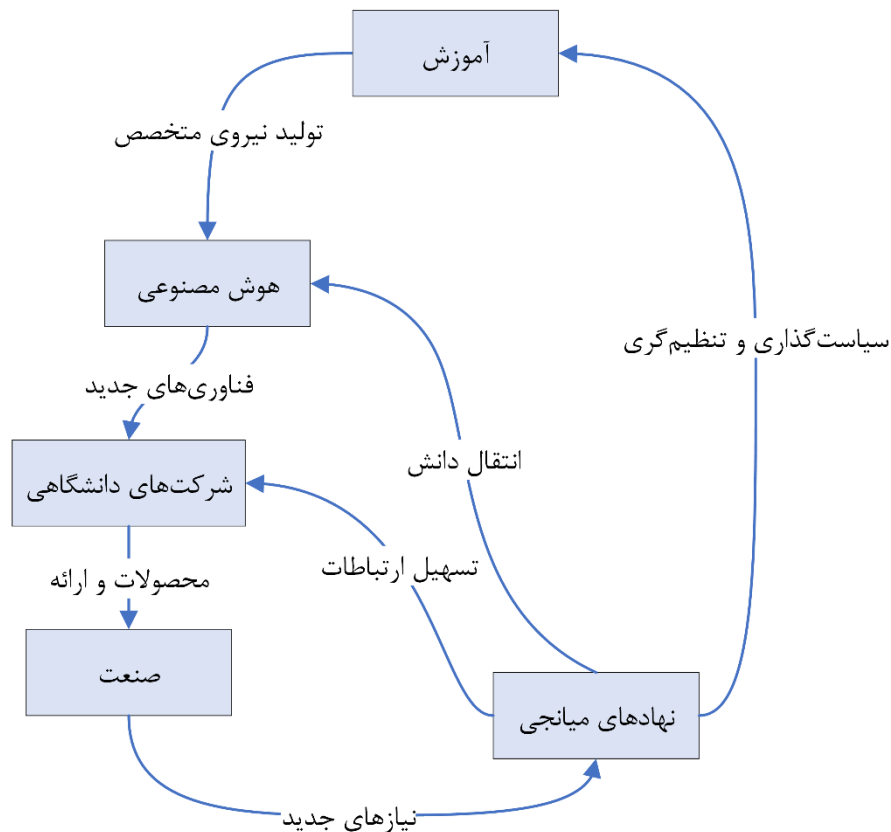 آموزش
تولید نیروی متخصص
هوش مصنوعی
سیاست‌گذاری و تنظیم‌گری
فناوری‌های جدید
انتقال دانش
شرکت‌های دانشگاهی
تسهیل ارتباطات
محصولات و ارائه
صنعت
نهادهای میانجی
نیازهای جدید